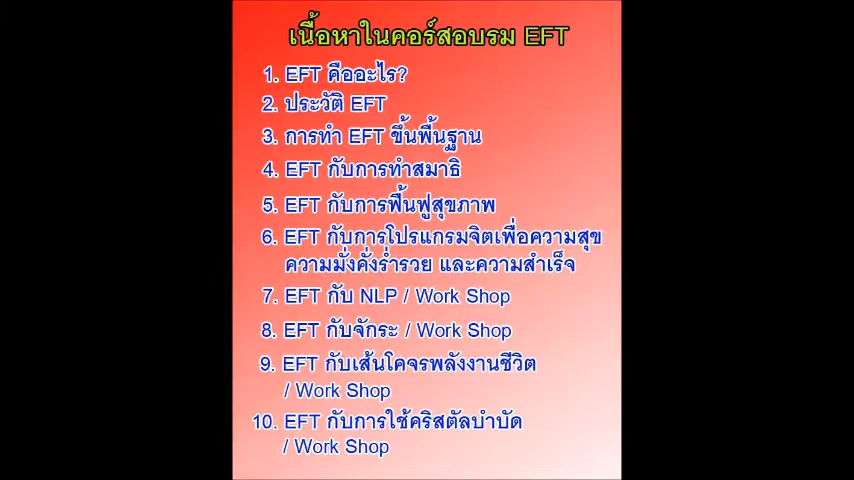 เนื้อหาในคอร์สอบรม EFT
1. EFT คืออะไร?
2. ประวัติ EFT
3. การทำ EFT ขึ้นพื้นฐาน
4. EFT กับการทำสมาธิ
5. EFT กับการฟื้นฟูสุขภาพ
6. EFT กับการโปรแกรมจิตเพื่อความสุข
ความมั่งคั่งร่ำรวย และความสำเร็จ
7. EFT กับ NLP / Work Shop
8. EFT กับจักระ / Work Shop
9. EFT กับเส้นโคจรพลังงานชีวิต
/ Work Shop
10. EFT กับการใช้คริสตัลบำบัด
/ Work Shop